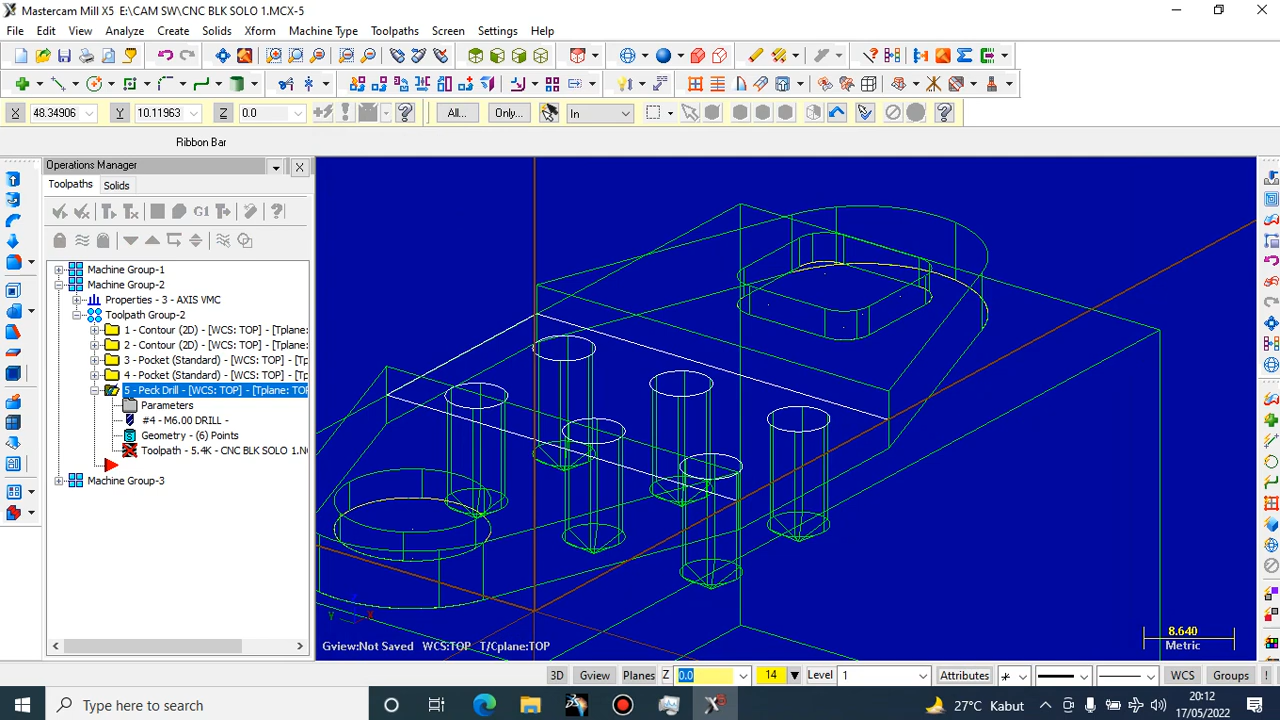 Mastercam Mill X5 E:\CAM SW\CNC BLK SOLO 1.MCX-5
File Edit View Analyze Create Solids Xform Machine Type Toolpaths Screen Settings Help
X 48.34906 Y 10.11963 Z 0.0 All... Only... In
Ribbon Bar
Operations Manager
Toolpaths Solids
G1
Machine Group-1
Machine Group-2
Properties - 3 - AXIS VMC
Toolpath Group-2
1 - Contour (2D) - [WCS: TOP] - [Tplane:
2 - Contour (2D) - [WCS: TOP] - [Tplane:
3 - Pocket (Standard) - [WCS: TOP] - [T
4 - Pocket (Standard) - [WCS: TOP] - [T
5 - Peck Drill - [WCS: TOP] - [Tplane: TOP
Parameters
#4 - M6.00 DRILL -
Geometry - (6) Points
Toolpath - 5.4K - CNC BLK SOLO 1.N
Machine Group-3
Y X
Gview:Not Saved WCS:TOP T/Cplane:TOP
8.640
Metric
3D Gview Planes Z 0.0 14 Level 1 Attributes WCS Groups !
Type here to search
27°C Kabut
20:12
17/05/2022